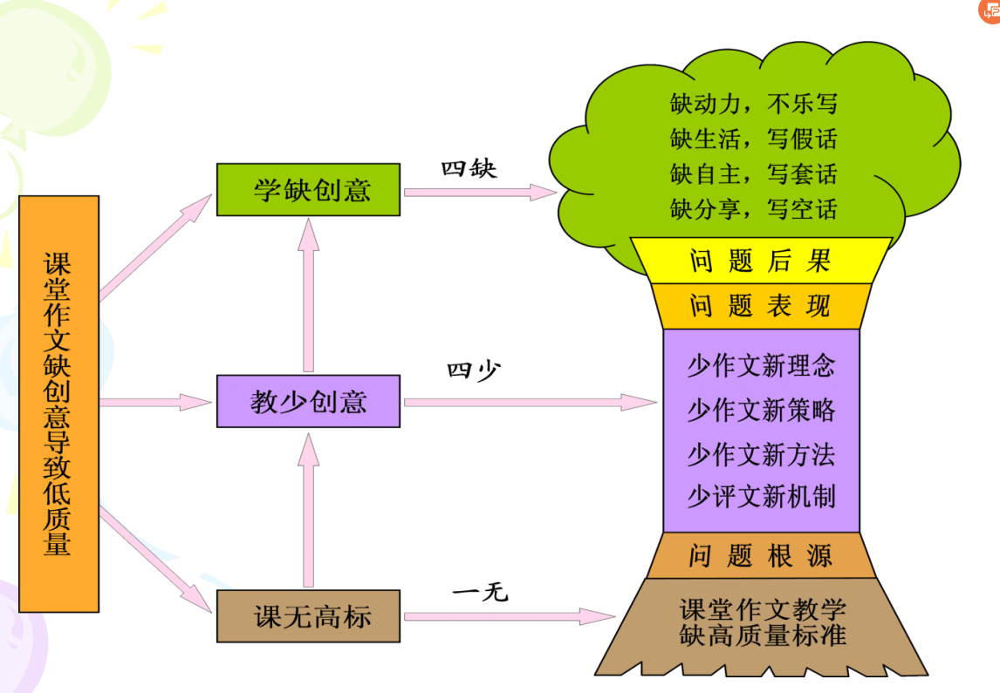 课堂作文缺创意导致低质量
学缺创意
教少创意
课无高标
四缺
四少
一无
缺动力，不乐写
缺生活，写假话
缺自主，写套话
缺分享，写空话
问题后果
问题表现
少作文新理念
少作文新策略
少作文新方法
少评文新机制
问题根源
课堂作文教学
缺高质量标准